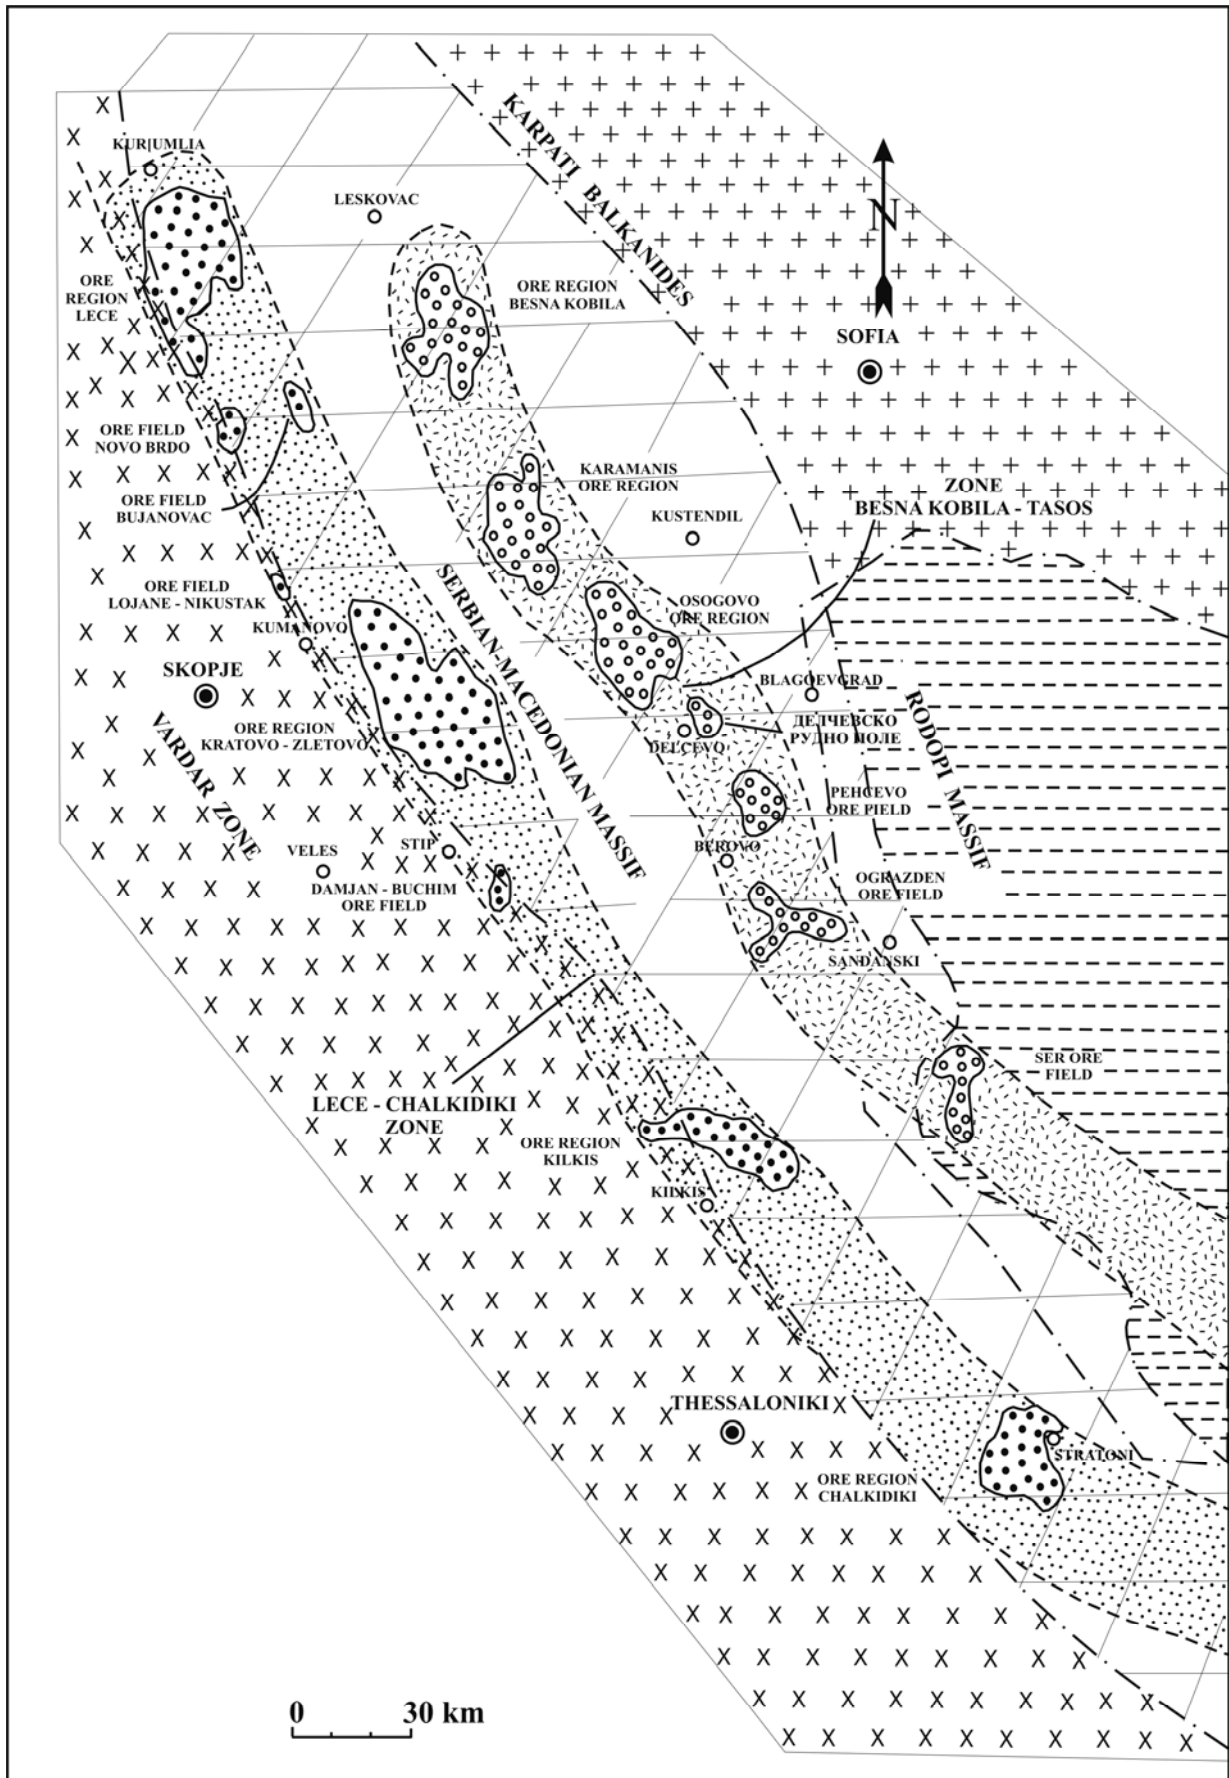 KARPATI BALKANIDES
KUR[UMLIA
LESKOVAC
N
ORE
REGION
LECE
ORE REGION
BESNA KOBILA
SOFIA
ORE FIELD
NOVO BRDO
KARAMANIS
ORE REGION
ZONE
BESNA KOBILA - TASOS
ORE FIELD
BUJANOVAC
KUSTENDIL
ORE FIELD
LOJANE - NIKUSTAK
SERBIAN-MACEDONIAN MASSIF
OSOGOVO
ORE REGION
KUMANOVO
SKOPJE
BLAGOEVGRAD
RODOPI MASSIF
VARDAR ZONE
ORE REGION
KRATOVO - ZLETOVO
DELCEVO
ДЕЛЧЕВСКО
РУДНО ПОЛЕ
PEHCEVO
ORE FIELD
VELES
STIP
BEROVO
DAMJAN - BUCHIM
ORE FIELD
OGRAZDEN
ORE FIELD
SANDANSKI
SER ORE
FIELD
LECE - CHALKIDIKI
ZONE
ORE REGION
KILKIS
KILKIS
THESSALONIKI
STRATONI
ORE REGION
CHALKIDIKI
0 30 km